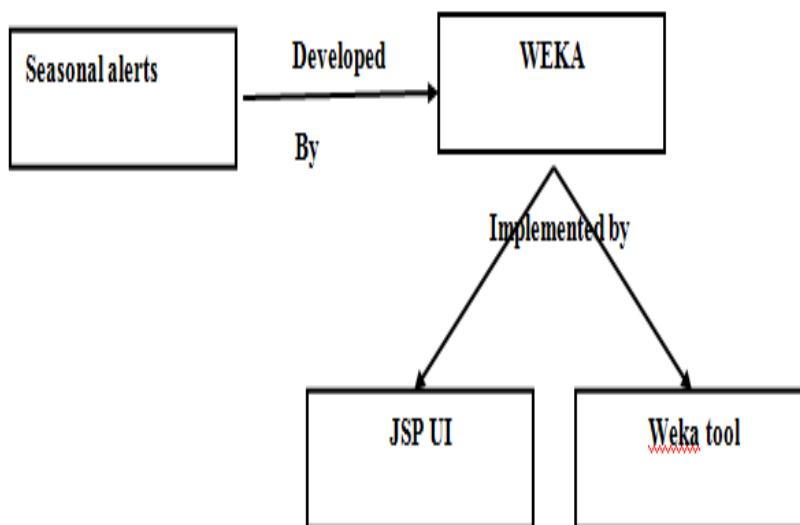 Seasonal alerts
Developed
By
WEKA
Implemented by
JSP UI
Weka tool